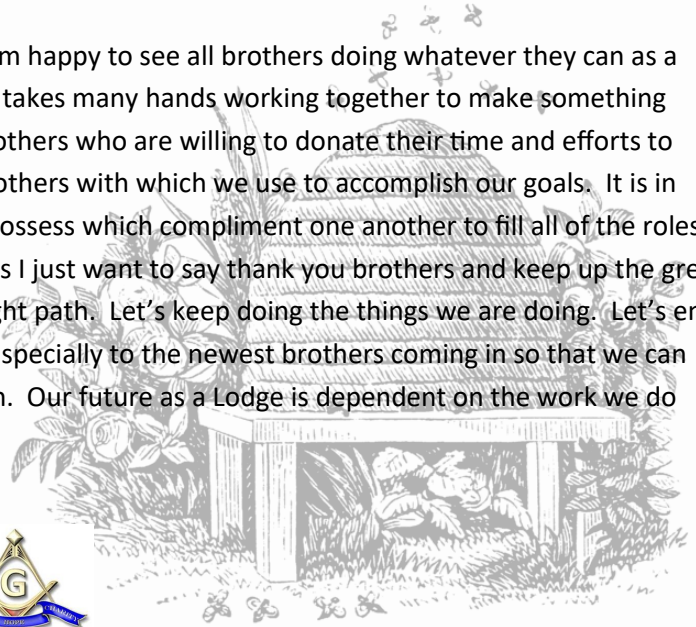 m happy to see all brothers doing whatever they can as a
takes many hands working together to make something
others who are willing to donate their time and efforts to
others with which we use to accomplish our goals.  It is in
ossess which compliment one another to fill all of the roles
s I just want to say thank you brothers and keep up the gre
ght path.  Let’s keep doing the things we are doing.  Let’s en
specially to the newest brothers coming in so that we can
n.  Our future as a Lodge is dependent on the work we do
G
HOPE
CHARITY